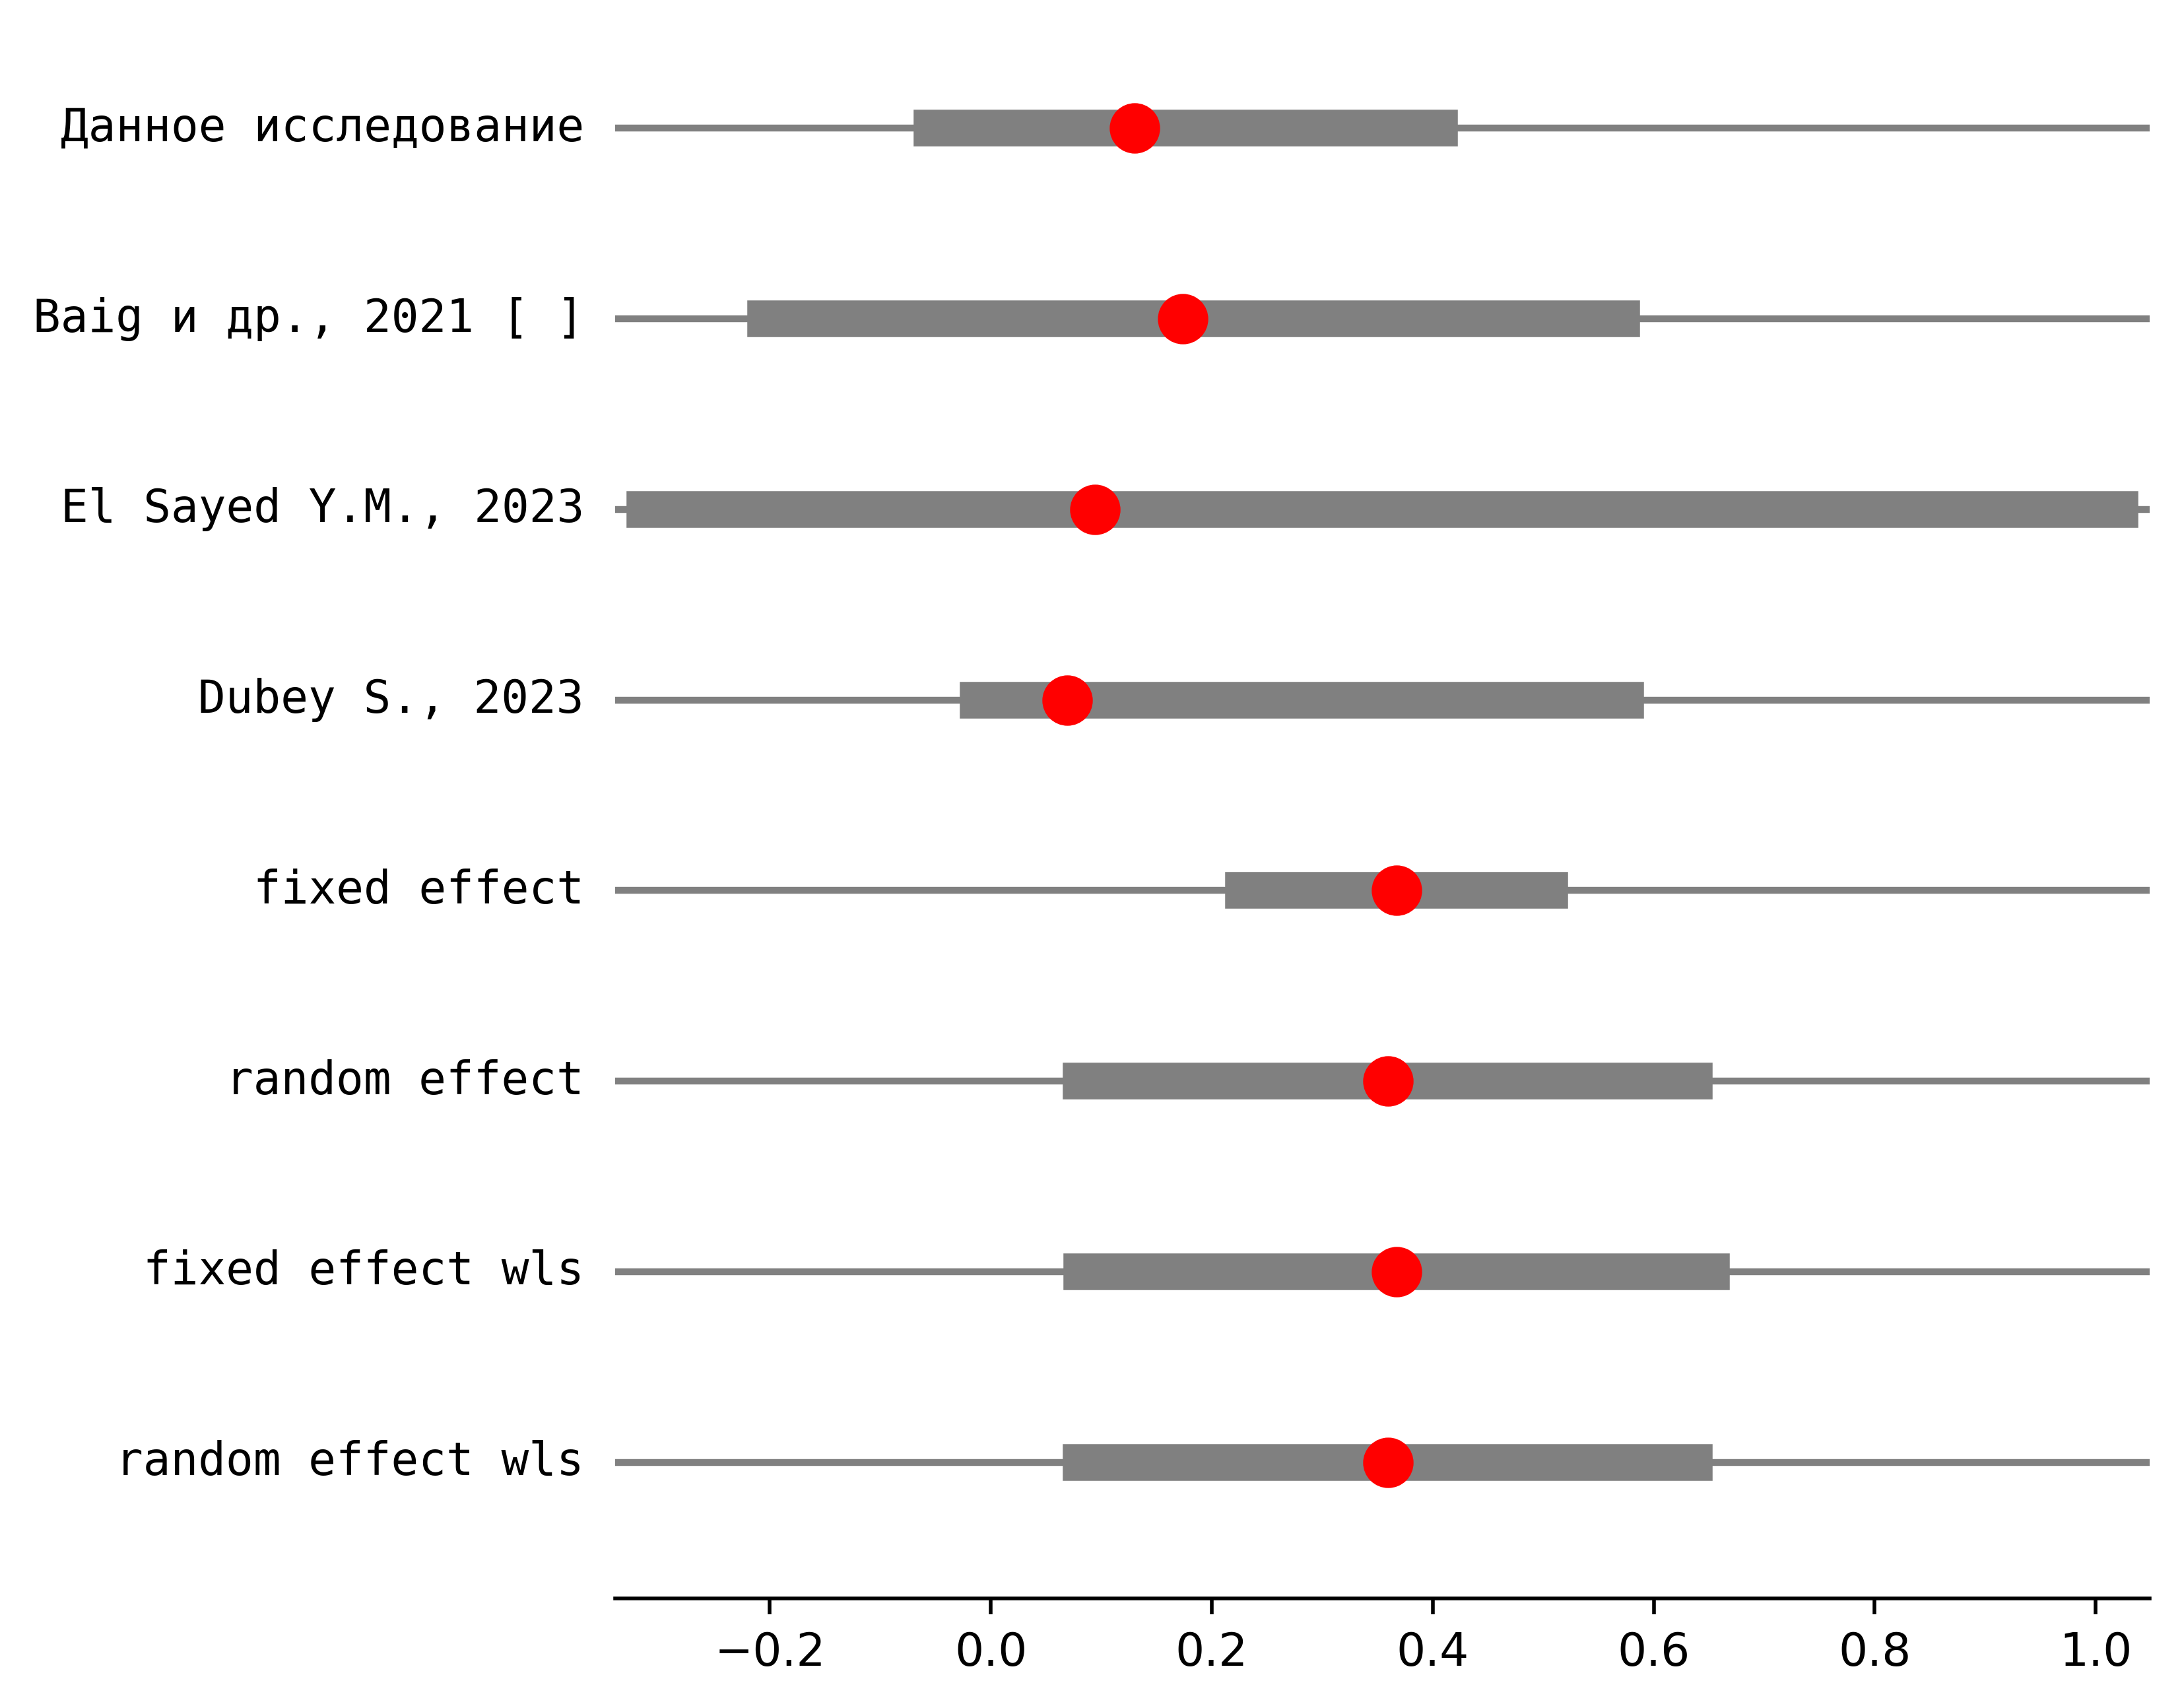 Данное исследование
Baig и др., 2021 [ ]
El Sayed Y.M., 2023
Dubey S., 2023
fixed effect
random effect
fixed effect wls
random effect wls
−0.2 0.0 0.2 0.4 0.6 0.8 1.0